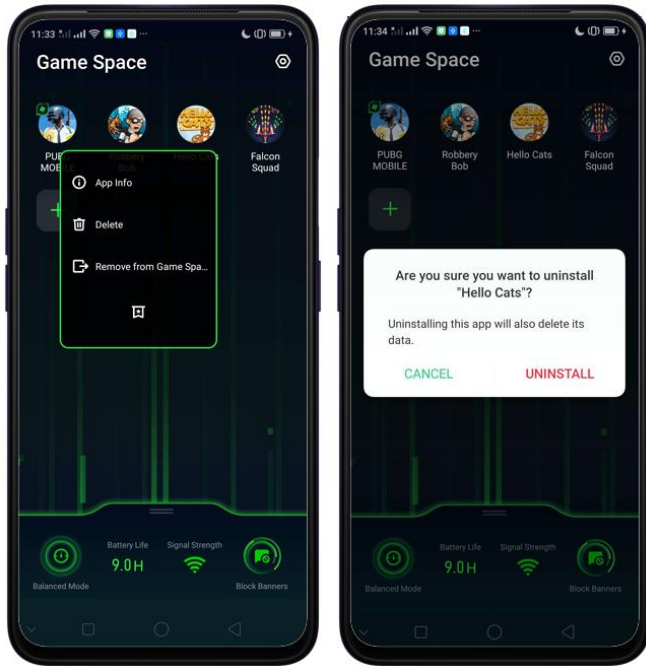 11:33
Game Space
PUBG
MOBILE
Robbery
Bob
Hello Cats
Falcon
Squad
App Info
Delete
Remove from Game Spa...
Battery Life
Signal Strength
9.0 H
Balanced Mode
Block Banners
11:34
Game Space
PUBG
MOBILE
Robbery
Bob
Hello Cats
Falcon
Squad
Are you sure you want to uninstall
"Hello Cats"?
Uninstalling this app will also delete its
data.
CANCEL
UNINSTALL
Battery Life
Signal Strength
9.0 H
Balanced Mode
Block Banners